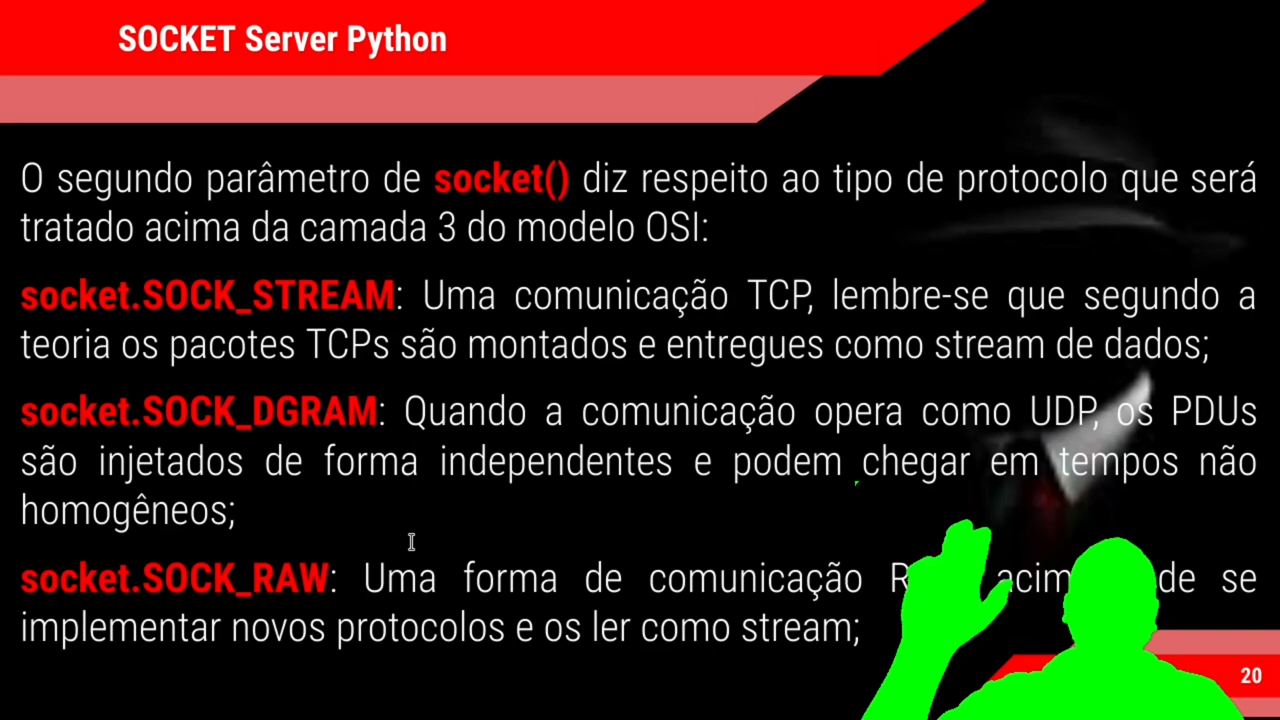 SOCKET Server Python
O segundo parâmetro de socket() diz respeito ao tipo de protocolo que será
tratado acima da camada 3 do modelo OSI:
socket.SOCK_STREAM: Uma comunicação TCP, lembre-se que segundo a
teoria os pacotes TCPs são montados e entregues como stream de dados;
socket.SOCK_DGRAM: Quando a comunicação opera como UDP, os PDUs
são injetados de forma independentes e podem chegar em tempos não
homogêneos;
socket.SOCK_RAW: Uma forma de comunicação de se
implementar novos protocolos e os ler como stream;
20